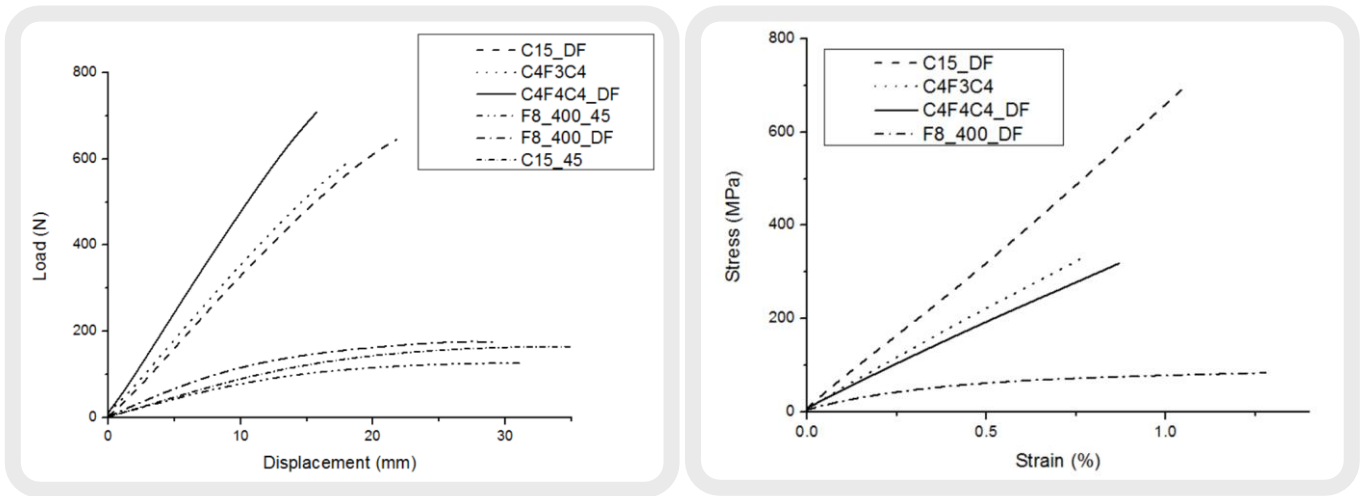 C15_DF
C4F3C4
C4F4C4_DF
F8_400_45
F8_400_DF
C15_45
800
600
400
200
0
Load (N)
0 10 20 30
Displacement (mm)
C15_DF
C4F3C4
C4F4C4_DF
F8_400_DF
800
600
400
200
0
Stress (MPa)
0.0 0.5 1.0
Strain (%)